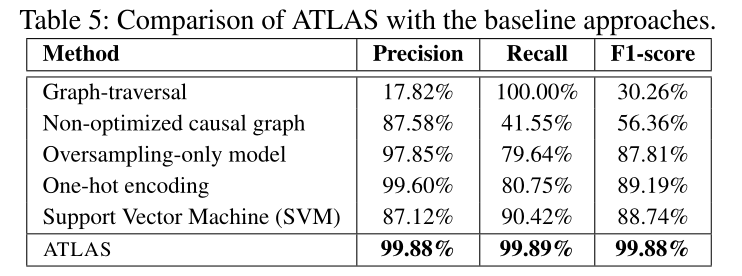 Table 5: Comparison of ATLAS with the baseline approaches.
Method Precision Recall F1-score
Graph-traversal 17.82% 100.00% 30.26%
Non-optimized causal graph 87.58% 41.55% 56.36%
Oversampling-only model 97.85% 79.64% 87.81%
One-hot encoding 99.60% 80.75% 89.19%
Support Vector Machine (SVM) 87.12% 90.42% 88.74%
ATLAS 99.88% 99.89% 99.88%